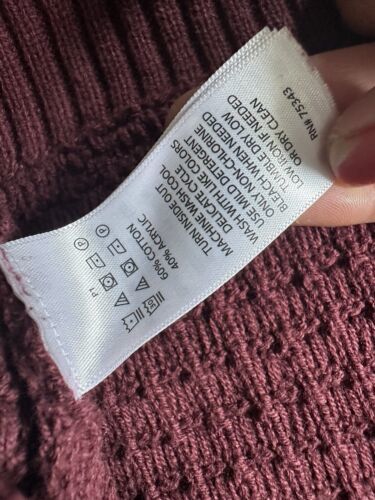 60% COTTON
40% ACRYLIC
TURN INSIDE OUT
MACHINE WASH COOL
DELICATE CYCLE
WASH WITH LIKE COLORS
USE MILD DETERGENT
ONLY NON-CHLORINE
BLEACH WHEN NEEDED
TUMBLE DRY LOW
LOW IRON IF NEEDED
OR DRY CLEAN
RN# 75343
P1